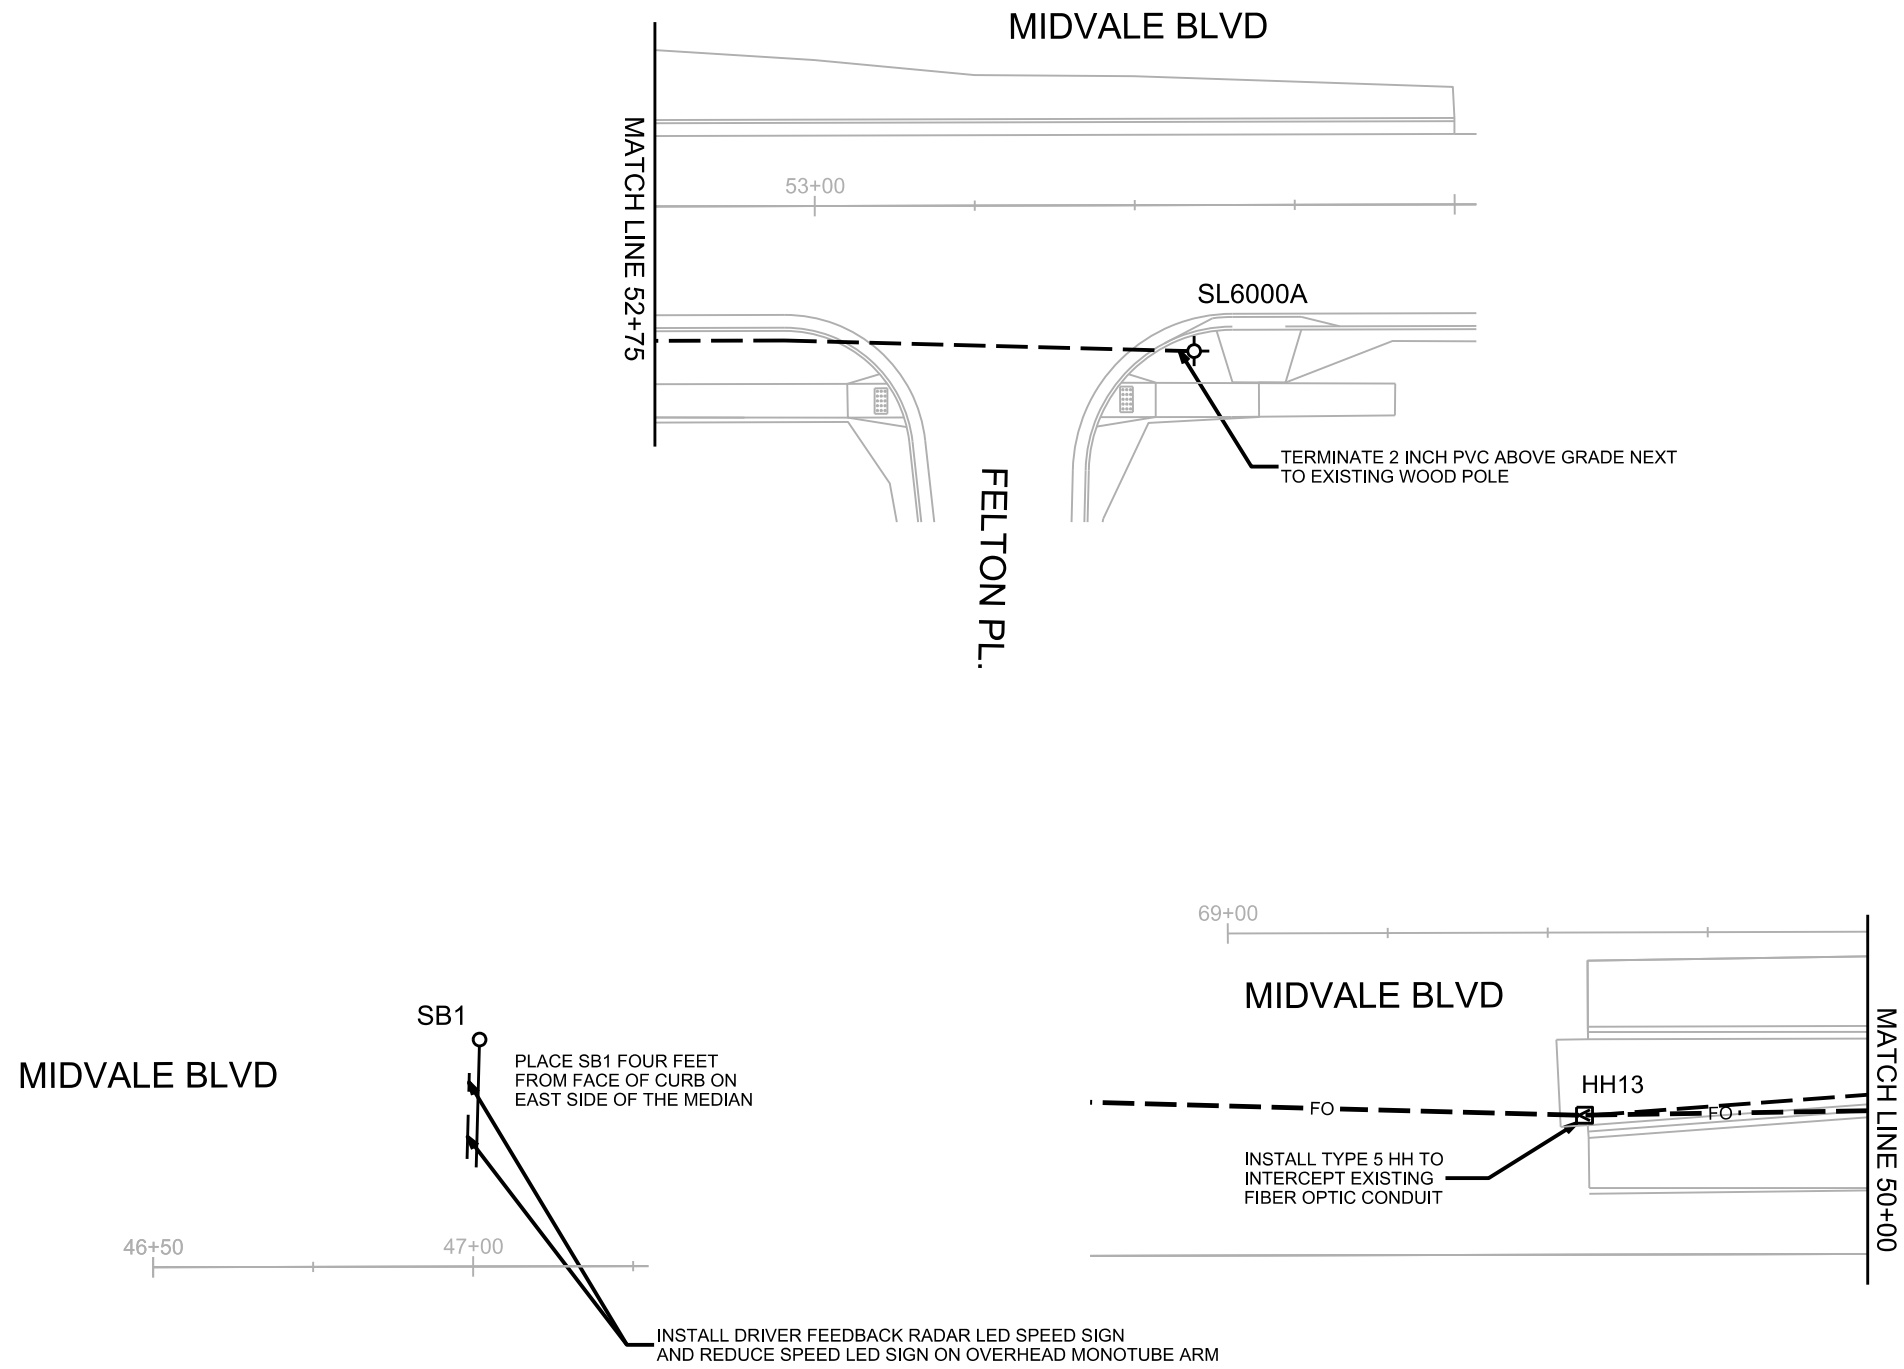 MIDVALE BLVD
MATCH LINE 52+75
53+00
SL6000A
TERMINATE 2 INCH PVC ABOVE GRADE NEXT
TO EXISTING WOOD POLE
FELTON PL.
MIDVALE BLVD
SB1
PLACE SB1 FOUR FEET
FROM FACE OF CURB ON
EAST SIDE OF THE MEDIAN
46+50
47+00
INSTALL DRIVER FEEDBACK RADAR LED SPEED SIGN
AND REDUCE SPEED LED SIGN ON OVERHEAD MONOTUBE ARM
69+00
MIDVALE BLVD
HH13
FO
FO
INSTALL TYPE 5 HH TO
INTERCEPT EXISTING
FIBER OPTIC CONDUIT
MATCH LINE 50+00